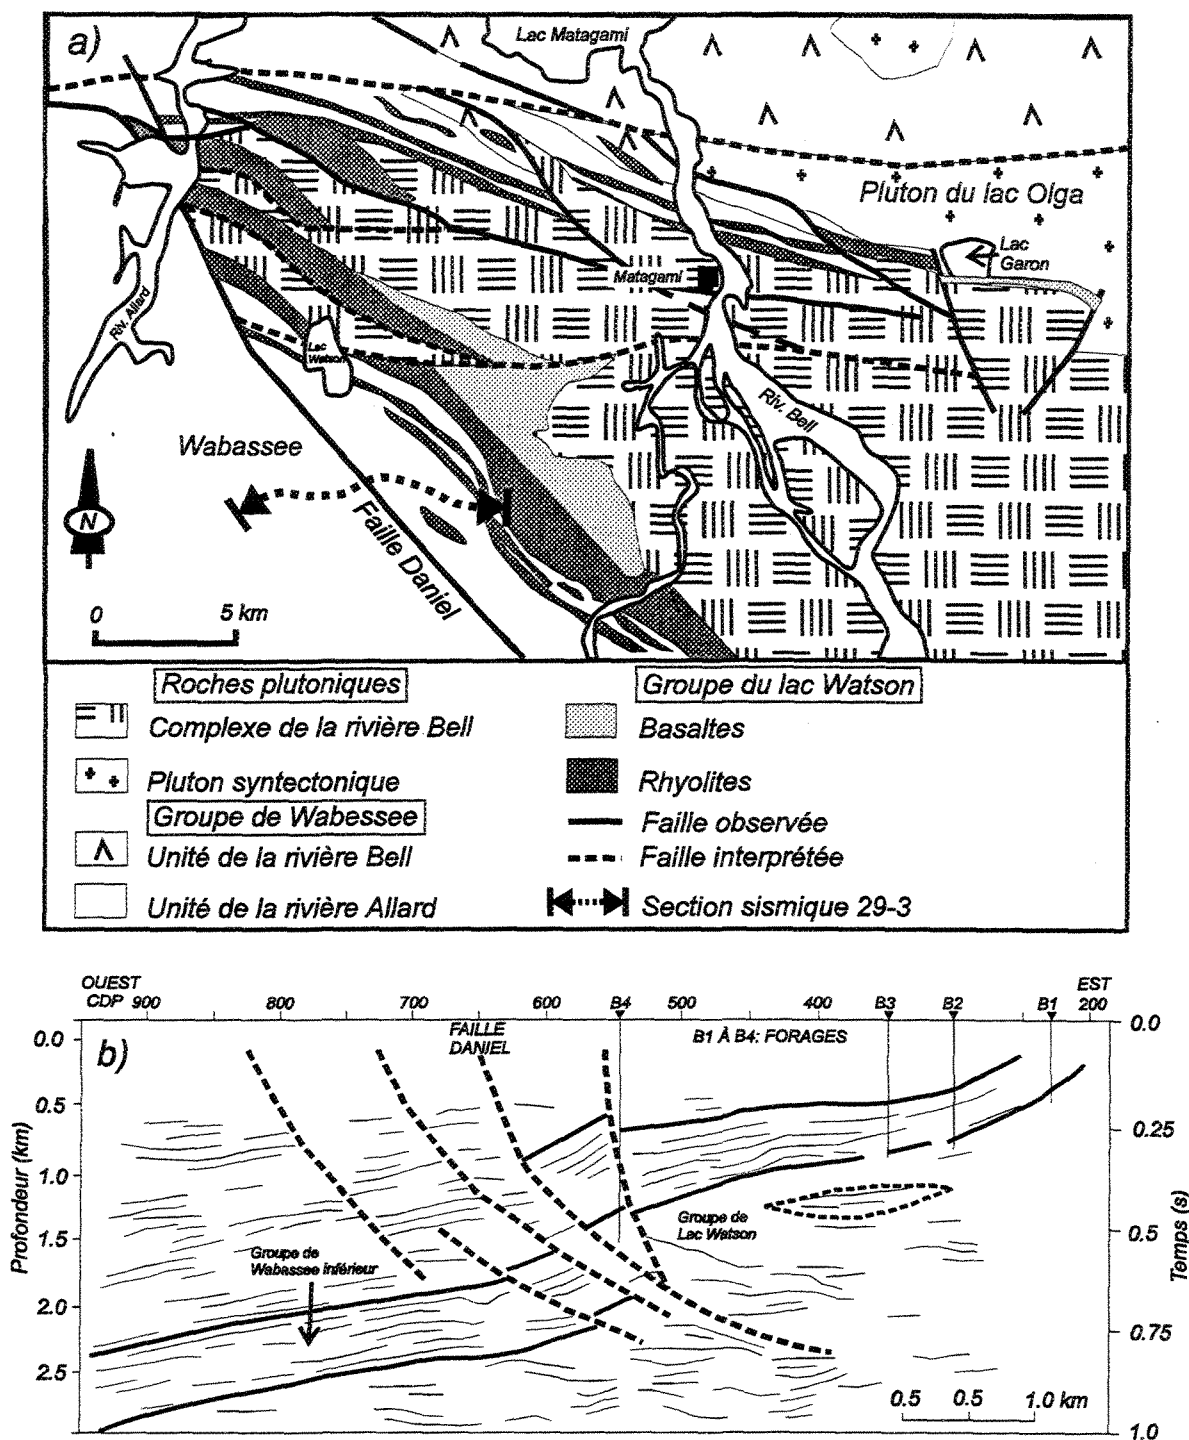 a)
Lac Matagami
Pluton du lac Olga
Lac
Garon
Matagami
Riv. Allard
Lac
Watson
Riv. Bell
Wabassee
Faille Daniel
N
0 5 km
Roches plutoniques
Complexe de la rivière Bell
Pluton syntectonique
Groupe de Wabessee
Unité de la rivière Bell
Unité de la rivière Allard
Groupe du lac Watson
Basaltes
Rhyolites
Faille observée
Faille interprétée
Section sismique 29-3
OUEST EST
CDP 900 800 700 600 B4 500 400 B3 B2 B1 200
b)
FAILLE
DANIEL
B1 À B4: FORAGES
Profondeur (km)
0.0
0.5
1.0
1.5
2.0
2.5
Groupe de
Lac Watson
Groupe de
Wabassee inférieur
Temps (s)
0.0
0.25
0.5
0.75
1.0
0.5 0.5 1.0 km